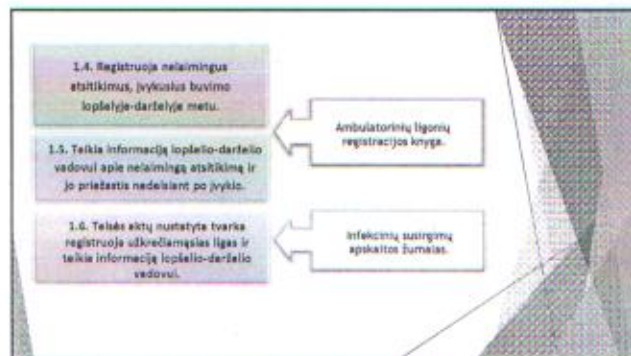 1.4. Registruoja nelaimingus
atsitikimus, įvykusius buvimo
lopšelyje-darželyje metu.
Ambulatorinių ligonių
registracijos knyga.
1.5. Teikia informaciją lopšelio-darželio
vadovui apie nelaimingą atsitikimą ir
jo priežastis nedelsiant po įvykio.
1.6. Teisės aktų nustatyta tvarka
registruoja užkrečiamąsias ligas ir
teikia informaciją lopšelio-darželio
vadovui.
Infekcinių susirgimų
apskaitos žurnalas.